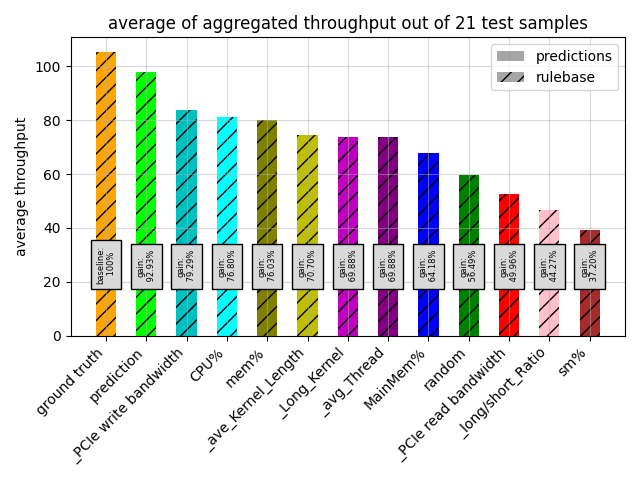 average of aggregated throughput out of 21 test samples
predictions
rulebase
average throughput
100
80
60
40
20
0
baseline:
100%
gain:
92.93%
gain:
79.29%
gain:
76.80%
gain:
76.03%
gain:
70.70%
gain:
69.88%
gain:
69.88%
gain:
64.18%
gain:
56.49%
gain:
49.96%
gain:
44.27%
gain:
37.20%
ground truth
prediction
_PCIe write bandwidth
CPU%
mem%
_ave_Kernel_Length
_Long_Kernel
_avg_Thread
MainMem%
random
_PCIe read bandwidth
_long/short_Ratio
sm%